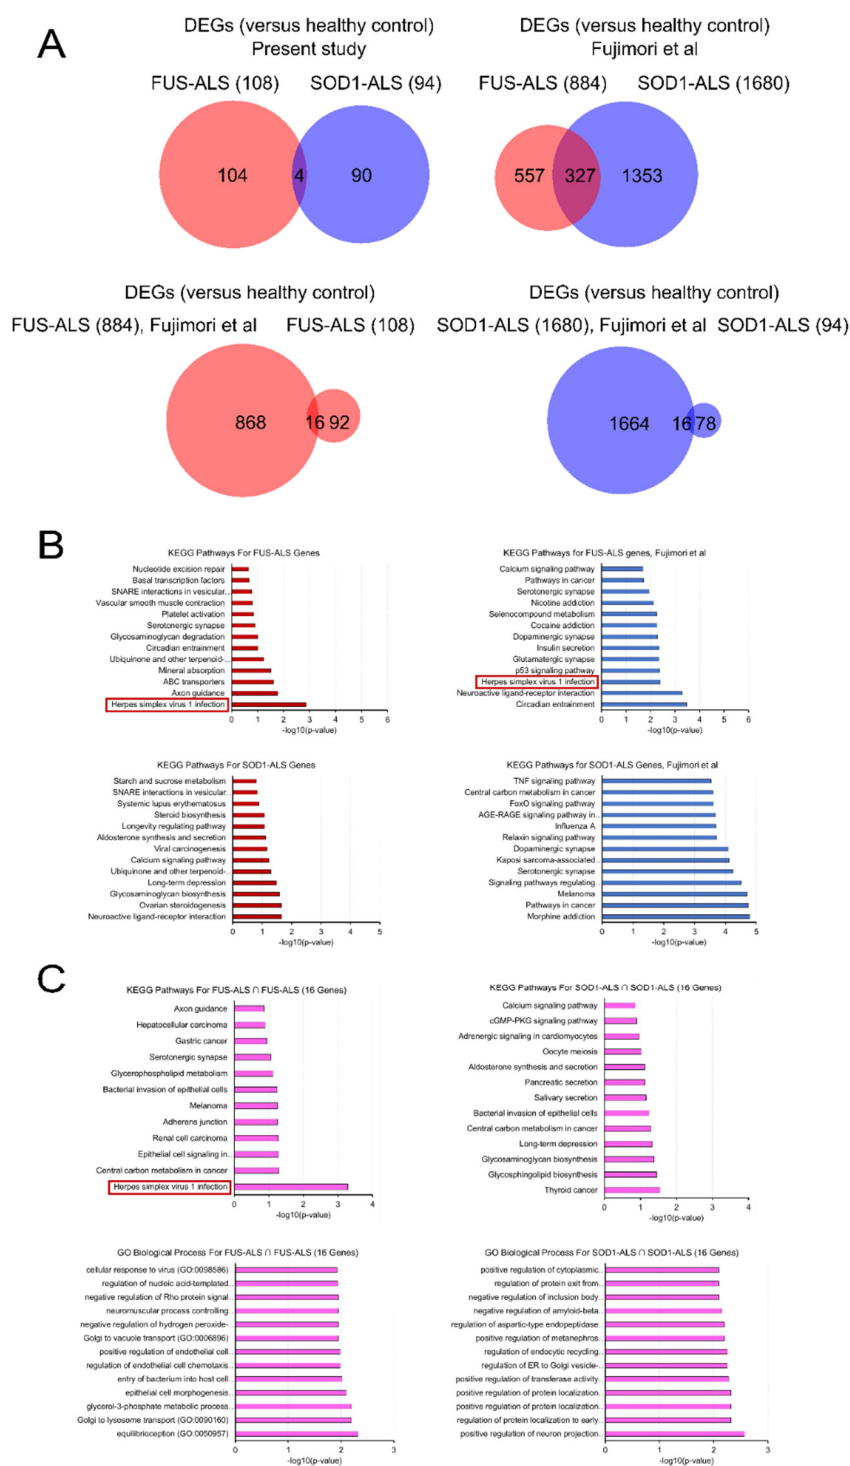 A
DEGs (versus healthy control)
Present study
FUS-ALS (108) SOD1-ALS (94)
104 4 90
DEGs (versus healthy control)
Fujimori et al
FUS-ALS (884) SOD1-ALS (1680)
557 327 1353
DEGs (versus healthy control)
FUS-ALS (884), Fujimori et al FUS-ALS (108)
868 16 92
DEGs (versus healthy control)
SOD1-ALS (1680), Fujimori et al SOD1-ALS (94)
1664 16 78
B
KEGG Pathways For FUS-ALS Genes
Nucleotide excision repair
Basal transcription factors
SNARE interactions in vesicular..
Vascular smooth muscle contraction
Platelet activation
Serotonergic synapse
Glycosaminoglycan degradation
Circadian entrainment
Ubiquinone and other terpenoid-..
Mineral absorption
ABC transporters
Axon guidance
Herpes simplex virus 1 infection
0 1 2 3 4 5 6
-log10(p-value)
KEGG Pathways for FUS-ALS genes, Fujimori et al
Calcium signaling pathway
Pathways in cancer
Serotonergic synapse
Nicotine addiction
Selenocompound metabolism
Cocaine addiction
Dopaminergic synapse
Insulin secretion
Glutamatergic synapse
p53 signaling pathway
Herpes simplex virus 1 infection
Neuroactive ligand-receptor interaction
Circadian entrainment
0 1 2 3 4 5 6
-log10(p-value)
KEGG Pathways For SOD1-ALS Genes
Starch and sucrose metabolism
SNARE interactions in vesicular..
Systemic lupus erythematosus
Steroid biosynthesis
Longevity regulating pathway
Aldosterone synthesis and secretion
Viral carcinogenesis
Calcium signaling pathway
Ubiquinone and other terpenoid-..
Long-term depression
Glycosaminoglycan biosynthesis
Ovarian steroidogenesis
Neuroactive ligand-receptor interaction
0 1 2 3 4 5
-log10(p-value)
KEGG Pathways for SOD1-ALS Genes, Fujimori et al
TNF signaling pathway
Central carbon metabolism in cancer
FoxO signaling pathway
AGE-RAGE signaling pathway in..
Influenza A
Relaxin signaling pathway
Dopaminergic synapse
Kaposi sarcoma-associated..
Serotonergic synapse
Signaling pathways regulating..
Melanoma
Pathways in cancer
Morphine addiction
0 1 2 3 4 5
-log10(p-value)
C
KEGG Pathways For FUS-ALS ∩ FUS-ALS (16 Genes)
Axon guidance
Hepatocellular carcinoma
Gastric cancer
Serotonergic synapse
Glycerophospholipid metabolism
Bacterial invasion of epithelial cells
Melanoma
Adherens junction
Renal cell carcinoma
Epithelial cell signaling in..
Central carbon metabolism in cancer
Herpes simplex virus 1 infection
0 1 2 3 4
-log10(p-value)
KEGG Pathways For SOD1-ALS ∩ SOD1-ALS (16 Genes)
Calcium signaling pathway
cGMP-PKG signaling pathway
Adrenergic signaling in cardiomyocytes
Oocyte meiosis
Aldosterone synthesis and secretion
Pancreatic secretion
Salivary secretion
Bacterial invasion of epithelial cells
Central carbon metabolism in cancer
Long-term depression
Glycosaminoglycan biosynthesis
Glycosphingolipid biosynthesis
Thyroid cancer
0 1 2 3 4
-log10(p-value)
GO Biological Process For FUS-ALS ∩ FUS-ALS (16 Genes)
cellular response to virus (GO:0098586)
regulation of nucleic acid-templated..
negative regulation of Rho protein signal..
neuromuscular process controlling..
negative regulation of hydrogen peroxide-..
Golgi to vacuole transport (GO:0006896)
positive regulation of endothelial cell..
regulation of endothelial cell chemotaxis..
entry of bacterium into host cell..
epithelial cell morphogenesis..
glycerol-3-phosphate metabolic process..
Golgi to lysosome transport (GO:0090160)
equilibrioception (GO:0050957)
0 1 2 3
-log10(p-value)
GO Biological Process For SOD1-ALS ∩ SOD1-ALS (16 Genes)
positive regulation of cytoplasmic..
regulation of protein exit from..
negative regulation of inclusion body..
negative regulation of amyloid-beta..
regulation of aspartic-type endopeptidase..
positive regulation of metanephros..
regulation of endocytic recycling..
regulation of ER to Golgi vesicle-..
positive regulation of transferase activity..
positive regulation of protein localization..
positive regulation of protein localization..
regulation of protein localization to early..
positive regulation of neuron projection..
0 1 2 3
-log10(p-value)